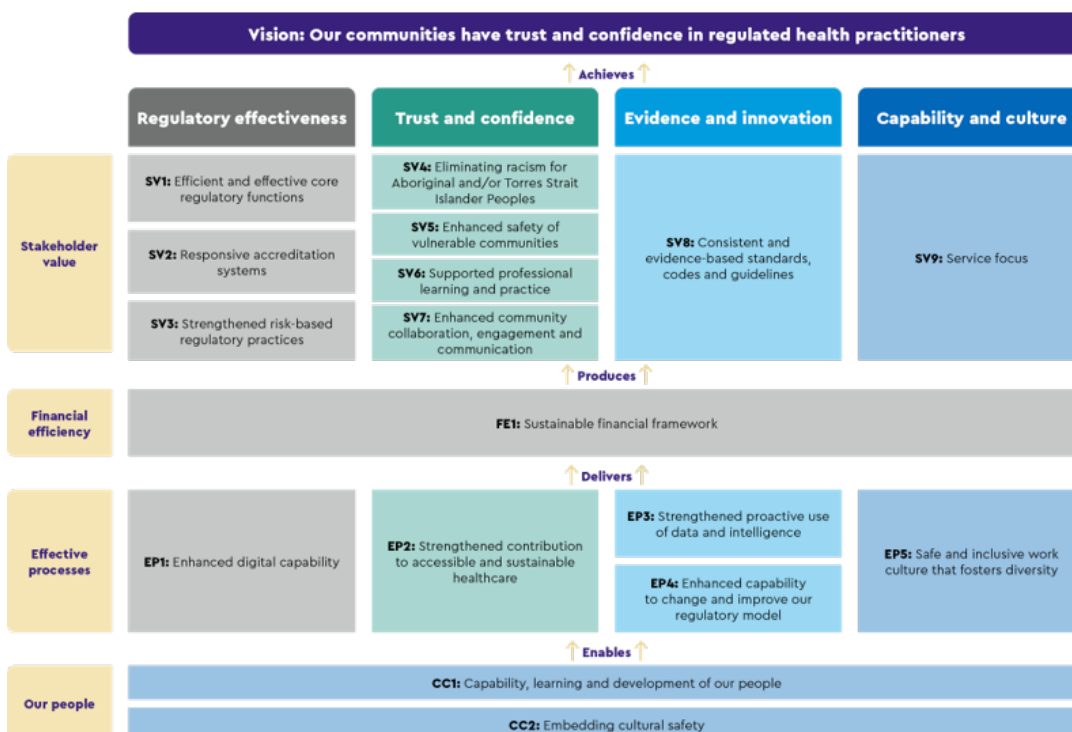 Vision: Our communities have trust and confidence in regulated health practitioners
Achieves
Regulatory effectiveness
Trust and confidence
Evidence and innovation
Capability and culture
Stakeholder
value
SV1: Efficient and effective core
regulatory functions
SV2: Responsive accreditation
systems
SV3: Strengthened risk-based
regulatory practices
SV4: Eliminating racism for
Aboriginal and/or Torres Strait
Islander Peoples
SV5: Enhanced safety of
vulnerable communities
SV6: Supported professional
learning and practice
SV7: Enhanced community
collaboration, engagement and
communication
SV8: Consistent and
evidence-based standards,
codes and guidelines
SV9: Service focus
Produces
Financial
efficiency
FE1: Sustainable financial framework
Delivers
Effective
processes
EP1: Enhanced digital capability
EP2: Strengthened contribution
to accessible and sustainable
healthcare
EP3: Strengthened proactive use
of data and intelligence
EP4: Enhanced capability
to change and improve our
regulatory model
EP5: Safe and inclusive work
culture that fosters diversity
Enables
Our people
CC1: Capability, learning and development of our people
CC2: Embedding cultural safety